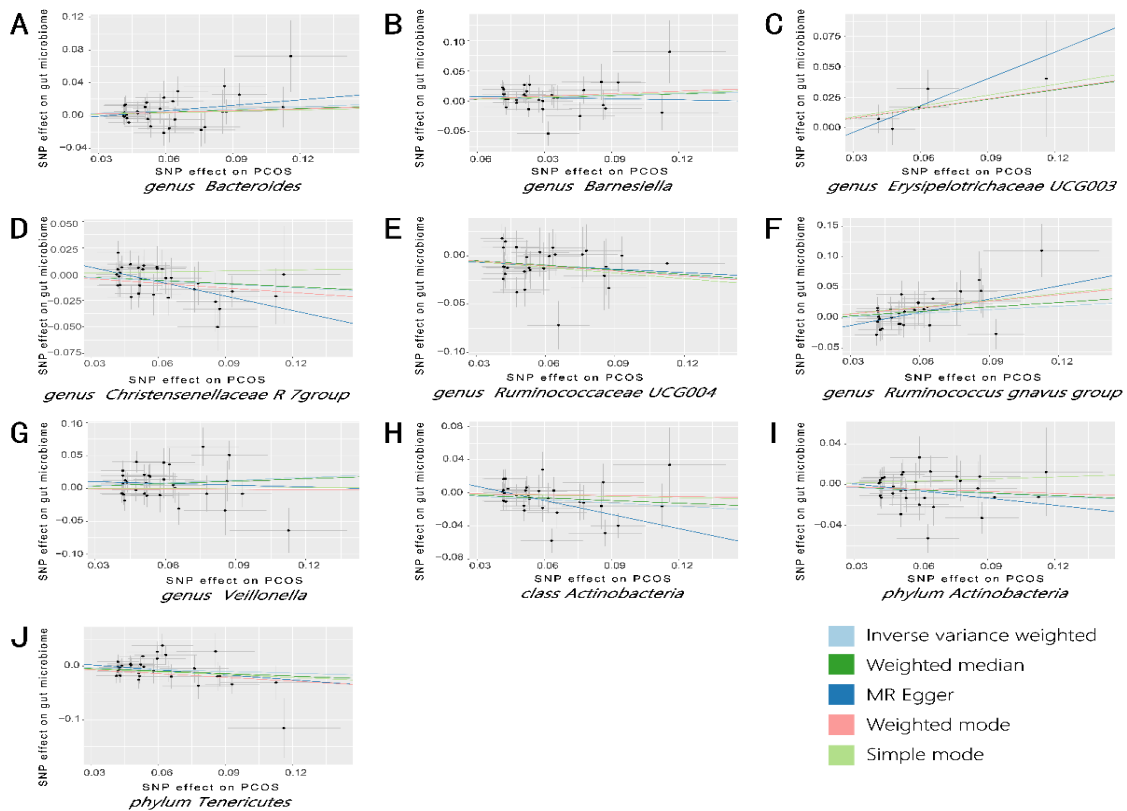 A
SNP effect on gut microbiome
0.12
0.08
0.04
0.00
−0.04
0.03
0.06
0.09
0.12
SNP effect on PCOS
genus Bacteroides
B
SNP effect on gut microbiome
0.10
0.05
0.00
−0.05
0.06
0.03
0.09
0.12
SNP effect on PCOS
genus Barnesiella
C
SNP effect on gut microbiome
0.075
0.050
0.025
0.000
0.03
0.06
0.09
0.12
SNP effect on PCOS
genus Erysipelotrichaceae UCG003
D
SNP effect on gut microbiome
0.050
0.025
0.000
−0.025
−0.050
−0.075
0.03
0.06
0.09
0.12
SNP effect on PCOS
genus Christensenellaceae R 7group
E
SNP effect on gut microbiome
0.00
−0.05
−0.10
0.03
0.06
0.09
0.12
SNP effect on PCOS
genus Ruminococcaceae UCG004
F
SNP effect on gut microbiome
0.15
0.10
0.05
0.00
−0.05
0.03
0.06
0.09
0.12
SNP effect on PCOS
genus Ruminococcus gnavus group
G
SNP effect on gut microbiome
0.10
0.05
0.00
−0.05
−0.10
0.03
0.06
0.09
0.12
SNP effect on PCOS
genus Veillonella
H
SNP effect on gut microbiome
0.08
0.04
0.00
−0.04
−0.08
0.03
0.06
0.09
0.12
SNP effect on PCOS
class Actinobacteria
I
SNP effect on gut microbiome
0.04
0.00
−0.04
0.03
0.06
0.09
0.12
SNP effect on PCOS
phylum Actinobacteria
J
SNP effect on gut microbiome
0.0
−0.1
0.03
0.06
0.09
0.12
SNP effect on PCOS
phylum Tenericutes
Inverse variance weighted
Weighted median
MR Egger
Weighted mode
Simple mode